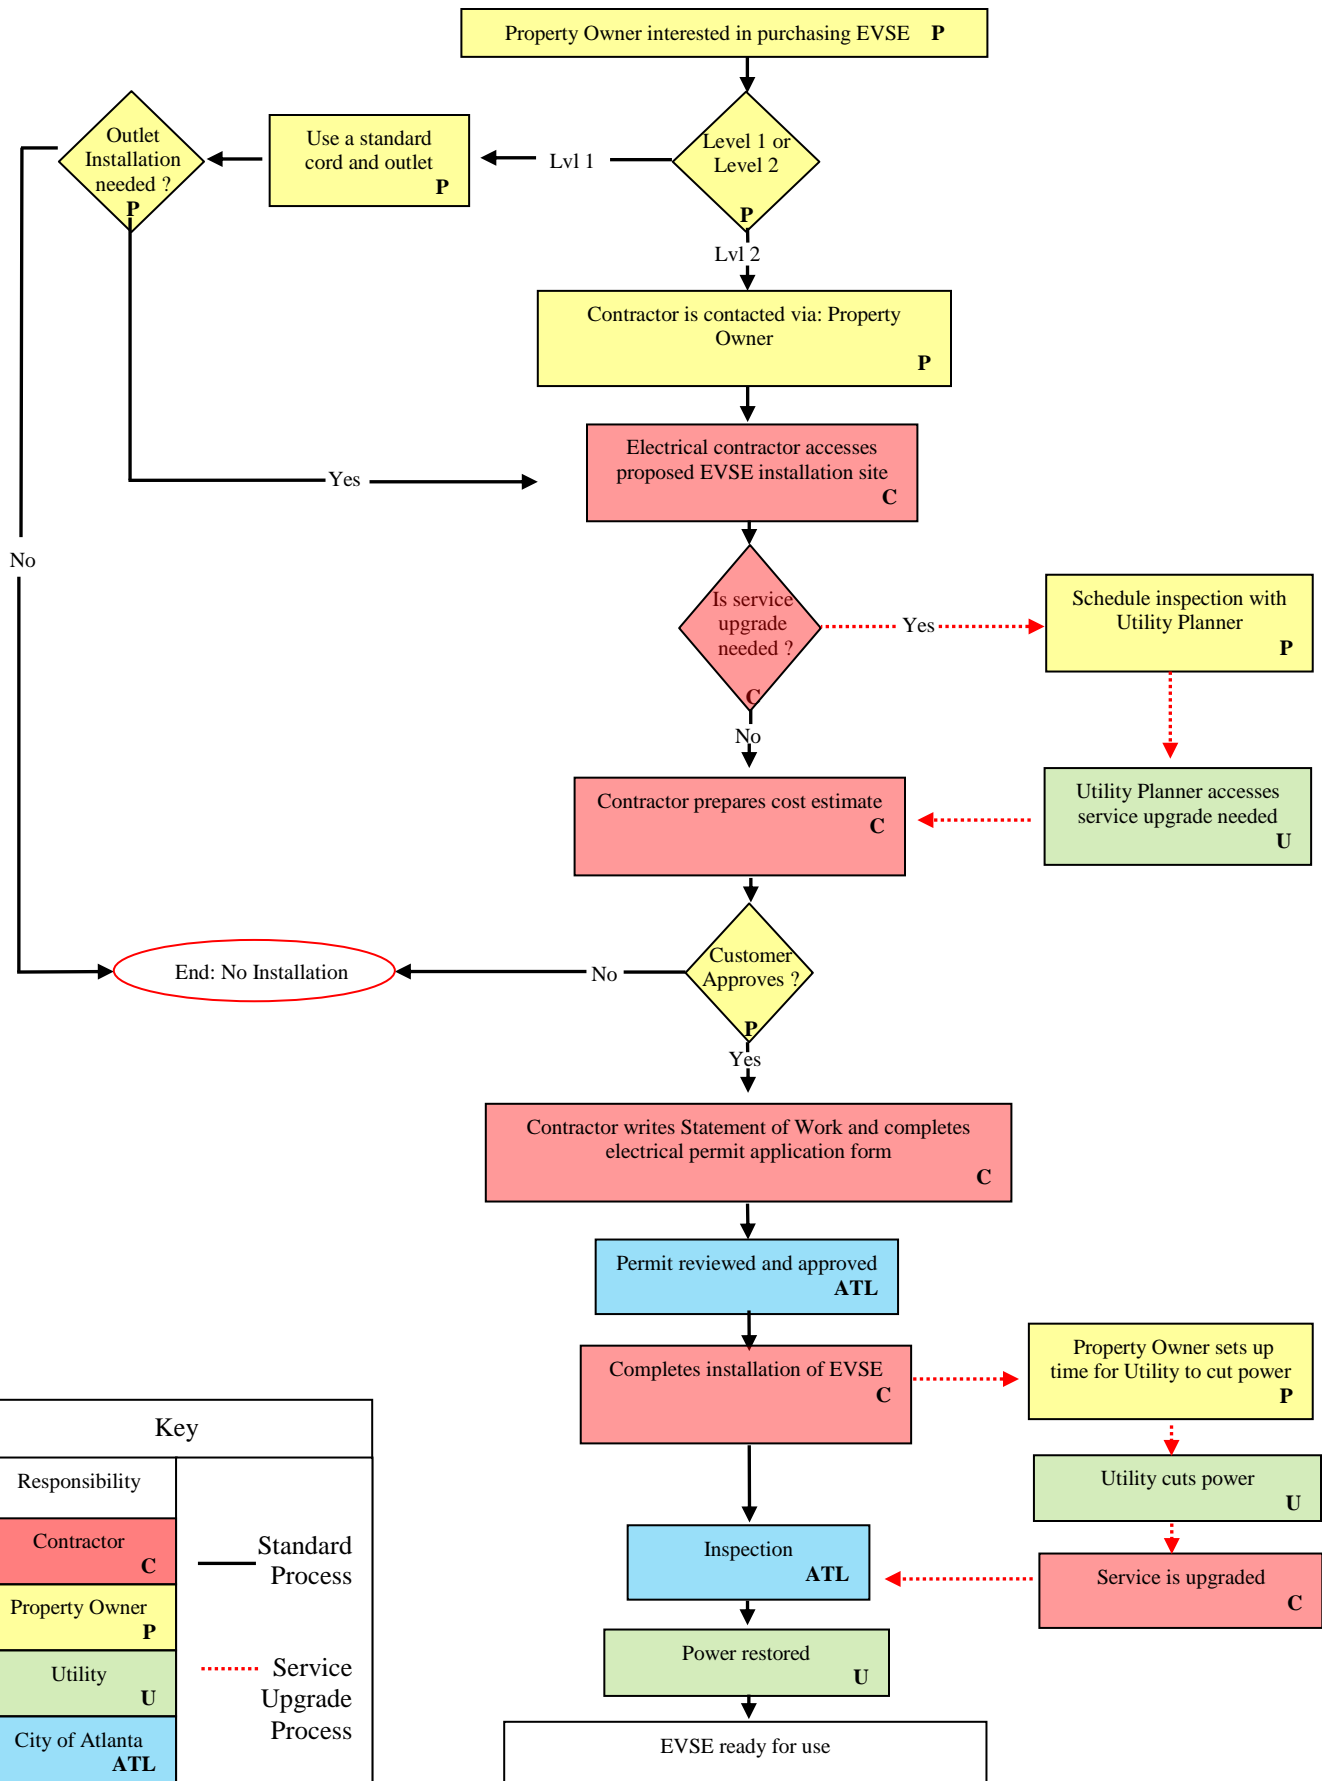 Property Owner interested in purchasing EVSE P
Outlet
Installation
needed ?
P
Use a standard
cord and outlet
P
Lvl 1
Level 1 or
Level 2
P
Lvl 2
Contractor is contacted via: Property
Owner
P
Electrical contractor accesses
proposed EVSE installation site
C
Yes
No
Is service
upgrade
needed ?
C
Yes
Schedule inspection with
Utility Planner
P
No
Contractor prepares cost estimate
C
Utility Planner accesses
service upgrade needed
U
Customer
Approves ?
P
No
End: No Installation
Yes
Contractor writes Statement of Work and completes
electrical permit application form
C
Permit reviewed and approved
ATL
Completes installation of EVSE
C
Property Owner sets up
time for Utility to cut power
P
Utility cuts power
U
Service is upgraded
C
Inspection
ATL
Power restored
U
EVSE ready for use
Key
Responsibility
Contractor
C
Property Owner
P
Utility
U
City of Atlanta
ATL
Standard
Process
Service
Upgrade
Process